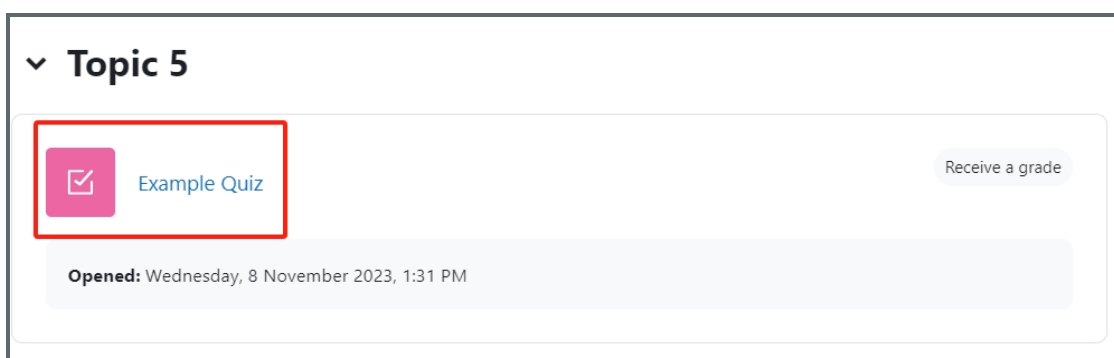 Topic 5
Example Quiz
Receive a grade
Opened: Wednesday, 8 November 2023, 1:31 PM